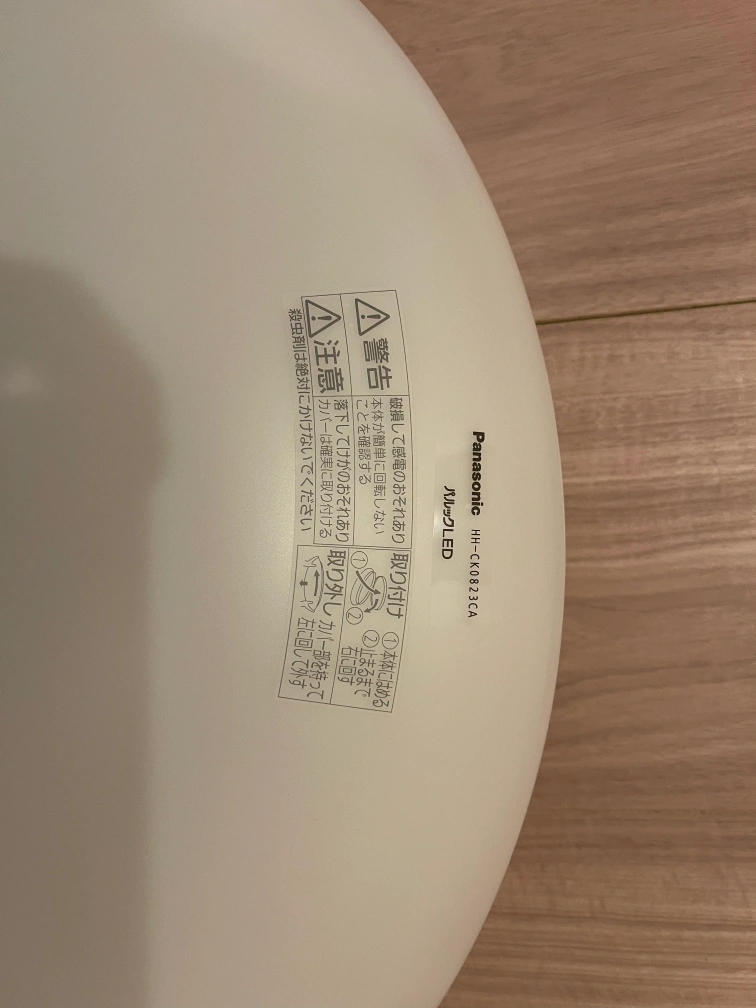 Panasonic HH-CK0823CA
パルックLED
警告
破損して感電のおそれあり
本体が簡単に回転しない
ことを確認する
注意
落下してけがのおそれあり
カバーは確実に取り付ける
殺虫剤は絶対にかけないでください
取り付け
①本体にはめる
②止まるまで
右に回す
① ②
取り外し
カバー部を持って
左に回して外す